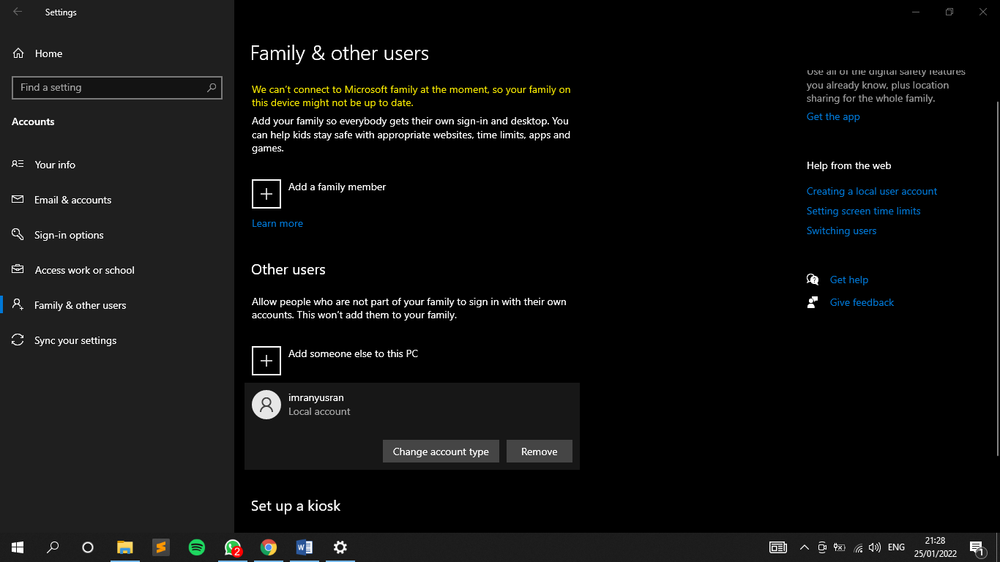 Settings
Home
Find a setting
Accounts
Your info
Email & accounts
Sign-in options
Access work or school
Family & other users
Sync your settings
Family & other users
We can't connect to Microsoft family at the moment, so your family on
this device might not be up to date.
Add your family so everybody gets their own sign-in and desktop. You
can help kids stay safe with appropriate websites, time limits, apps and
games.
Add a family member
Learn more
Other users
Allow people who are not part of your family to sign in with their own
accounts. This won't add them to your family.
Add someone else to this PC
imranyusran
Local account
Change account type
Remove
Set up a kiosk
Use all of the digital safety features
you already know, plus location
sharing for the whole family.
Get the app
Help from the web
Creating a local user account
Setting screen time limits
Switching users
Get help
Give feedback
2
ENG
21:28
25/01/2022
1